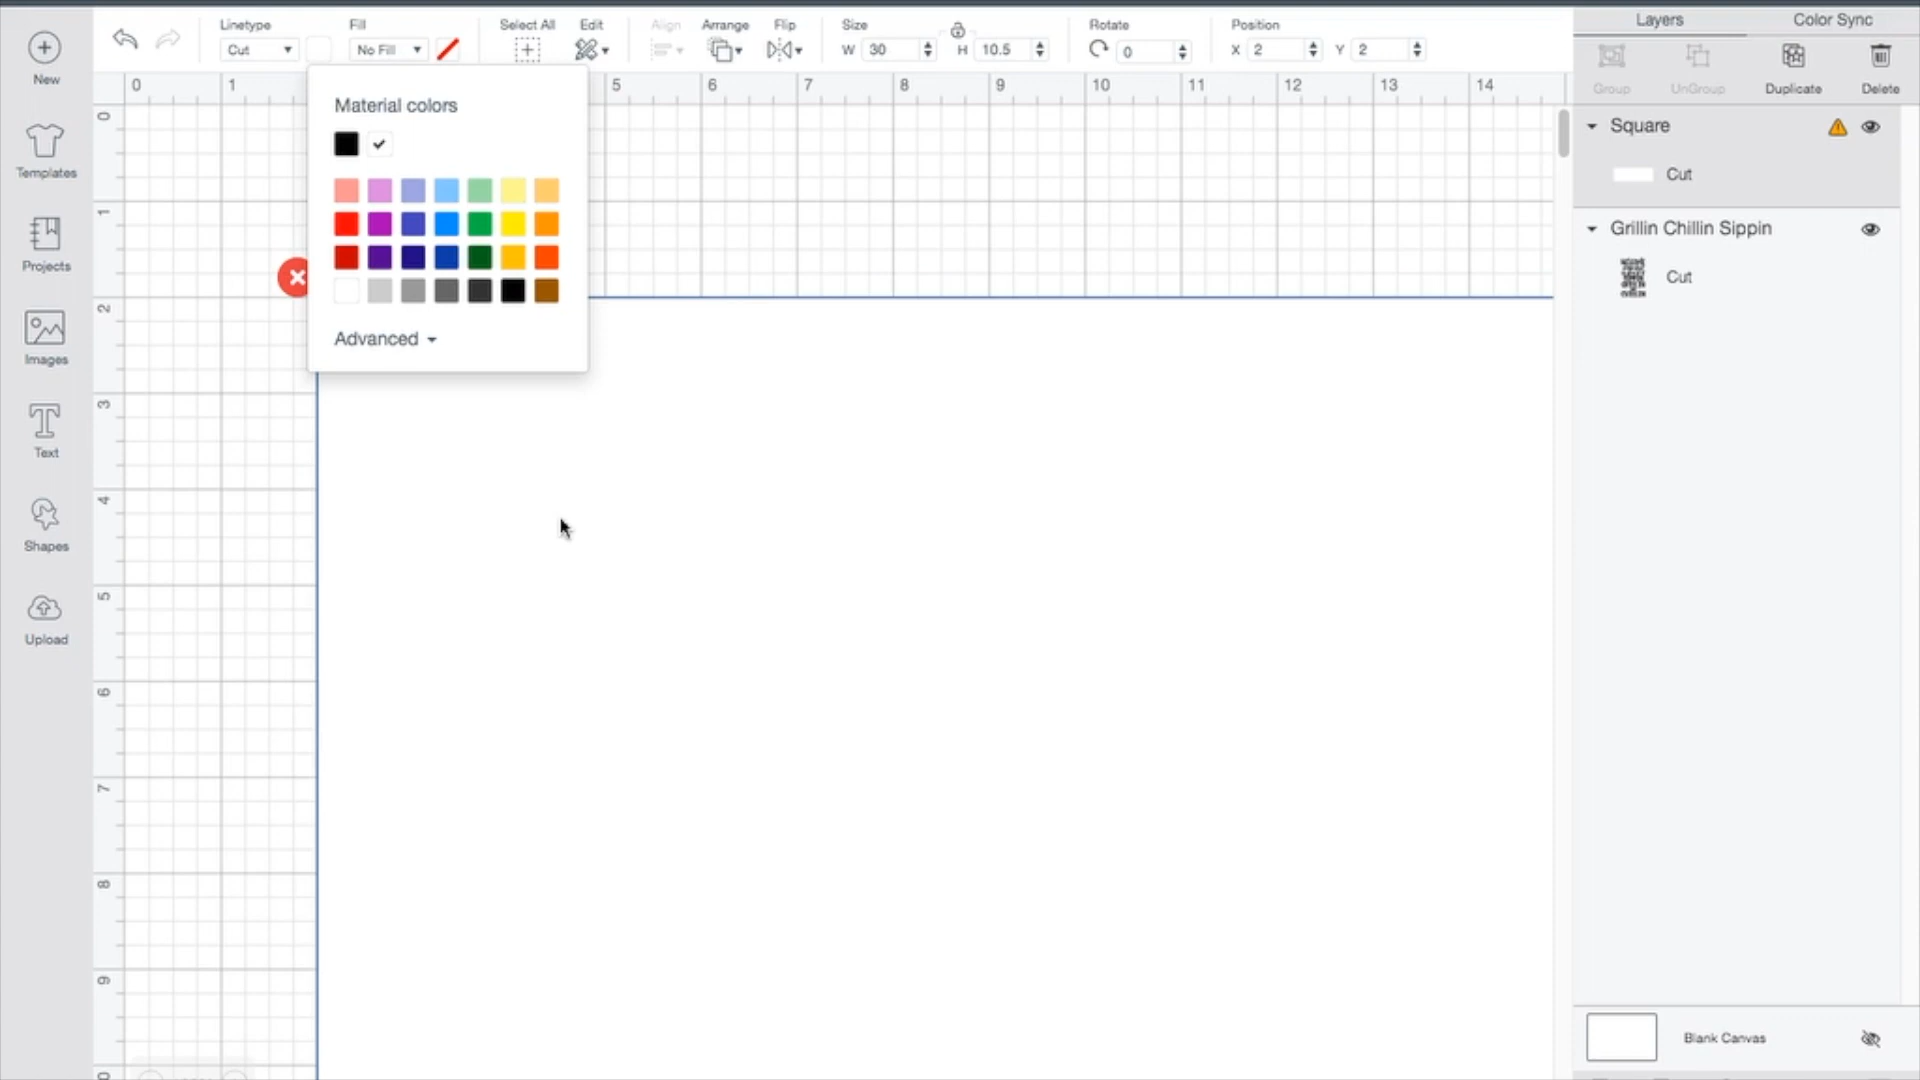 Linetype
Fill
Select All
Edit
Align
Arrange
Flip
Size
Rotate
Position
Layers
Color Sync
Cut
No Fill
W 30
H 10.5
0
X 2
Y 2
New
Group
UnGroup
Duplicate
Delete
0 1 5 6 7 8 9 10 11 12 13 14
Material colors
Advanced
0
1
2
3
4
5
6
7
8
9
Templates
Projects
Images
Text
Shapes
Upload
Square
Cut
Grillin Chillin Sippin
Cut
Blank Canvas